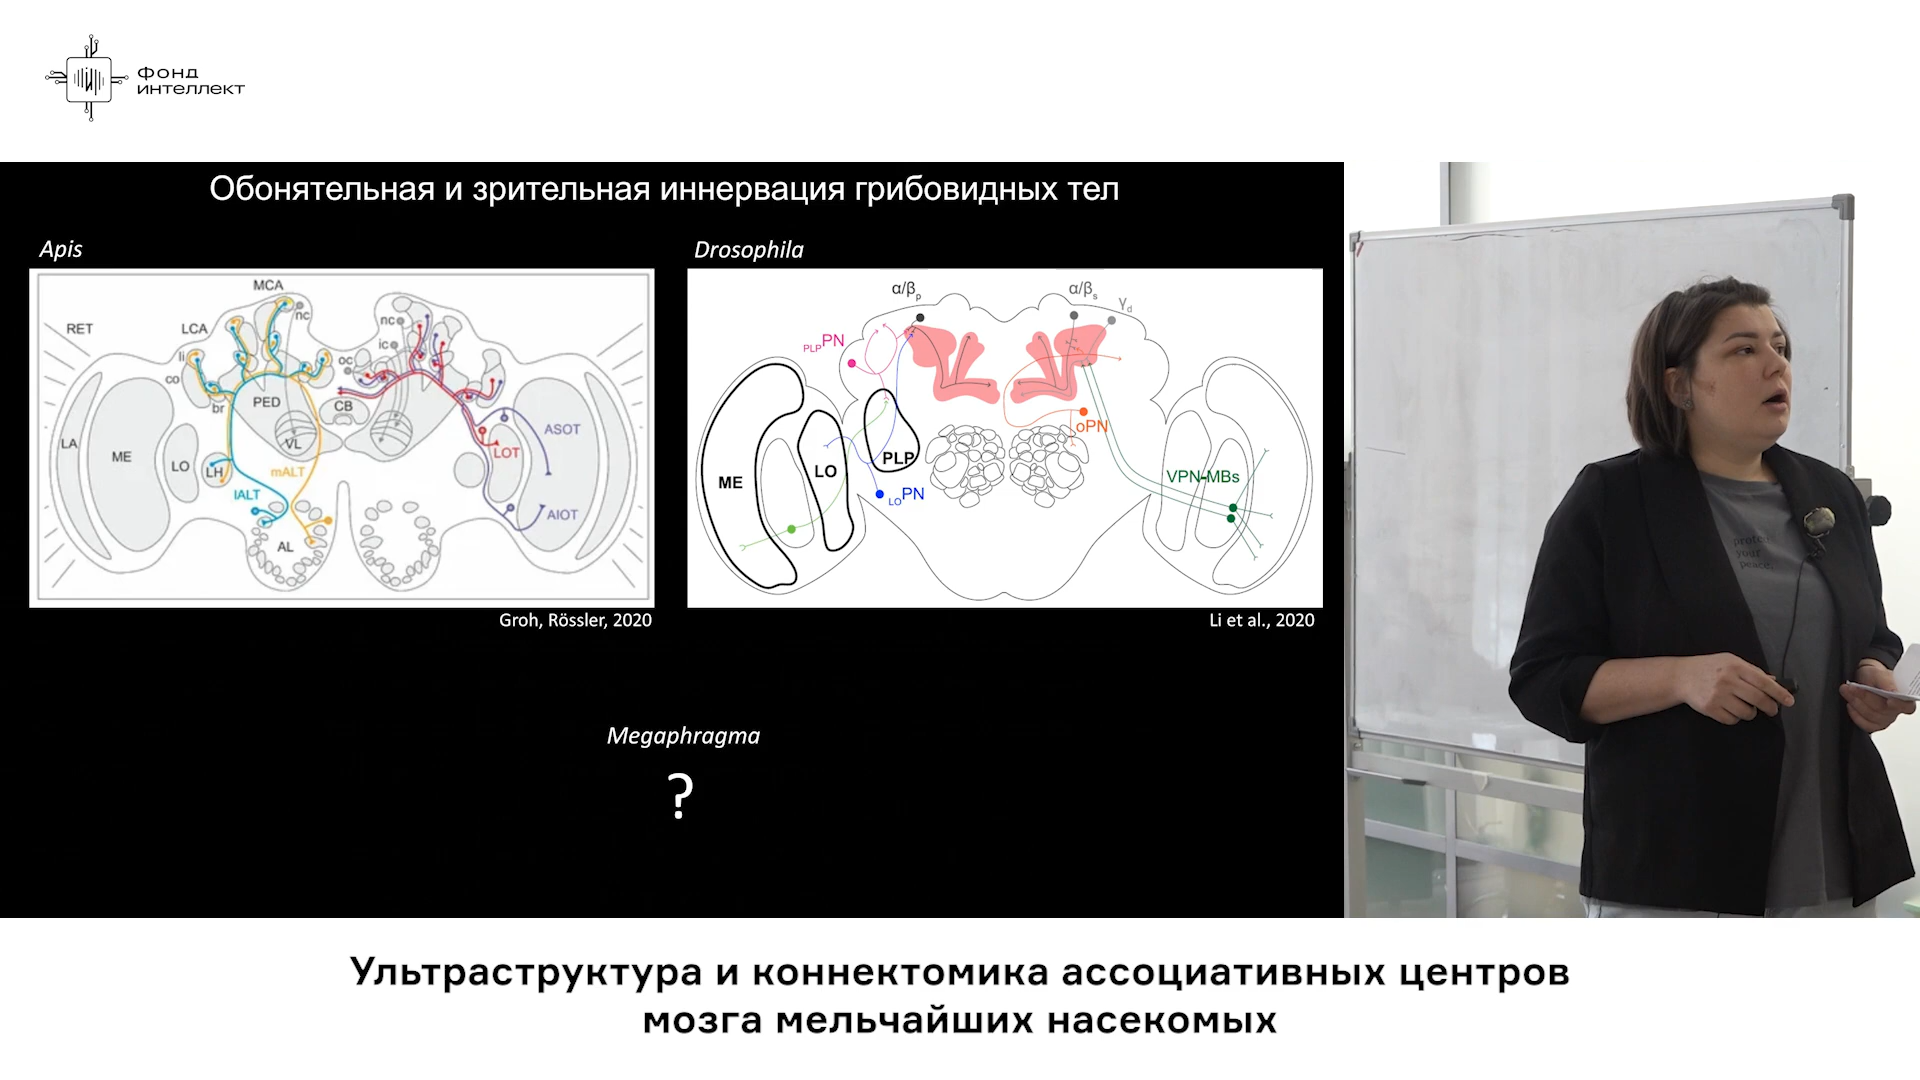 Фонд
интеллект
Обонятельная и зрительная иннервация грибовидных тел
Apis
Drosophila
MCA
nc
LCA
RET
li
co
br
PED
LA
ME
LO
LH
VL
mALT
lALT
AL
nc
ic
oc
CB
ASOT
LOT
AIOT
Groh, Rössler, 2020
α/βp
α/βs
γd
PLPPN
oPN
PLP
LO
ME
LOPN
VPN-MBs
Li et al., 2020
Megaphragma
?
protect
your
peace.
Ультраструктура и коннектомика ассоциативных центров
мозга мельчайших насекомых